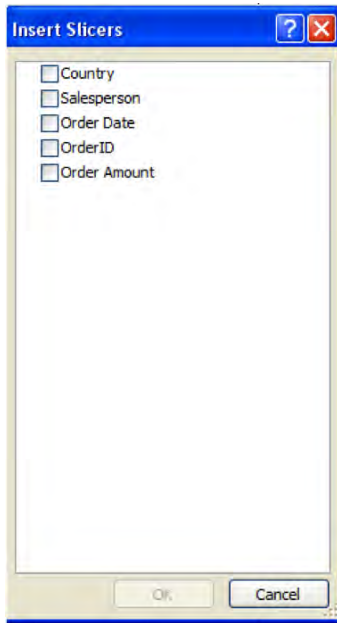 Insert Slicers
Country
Salesperson
Order Date
OrderID
Order Amount
OK Cancel